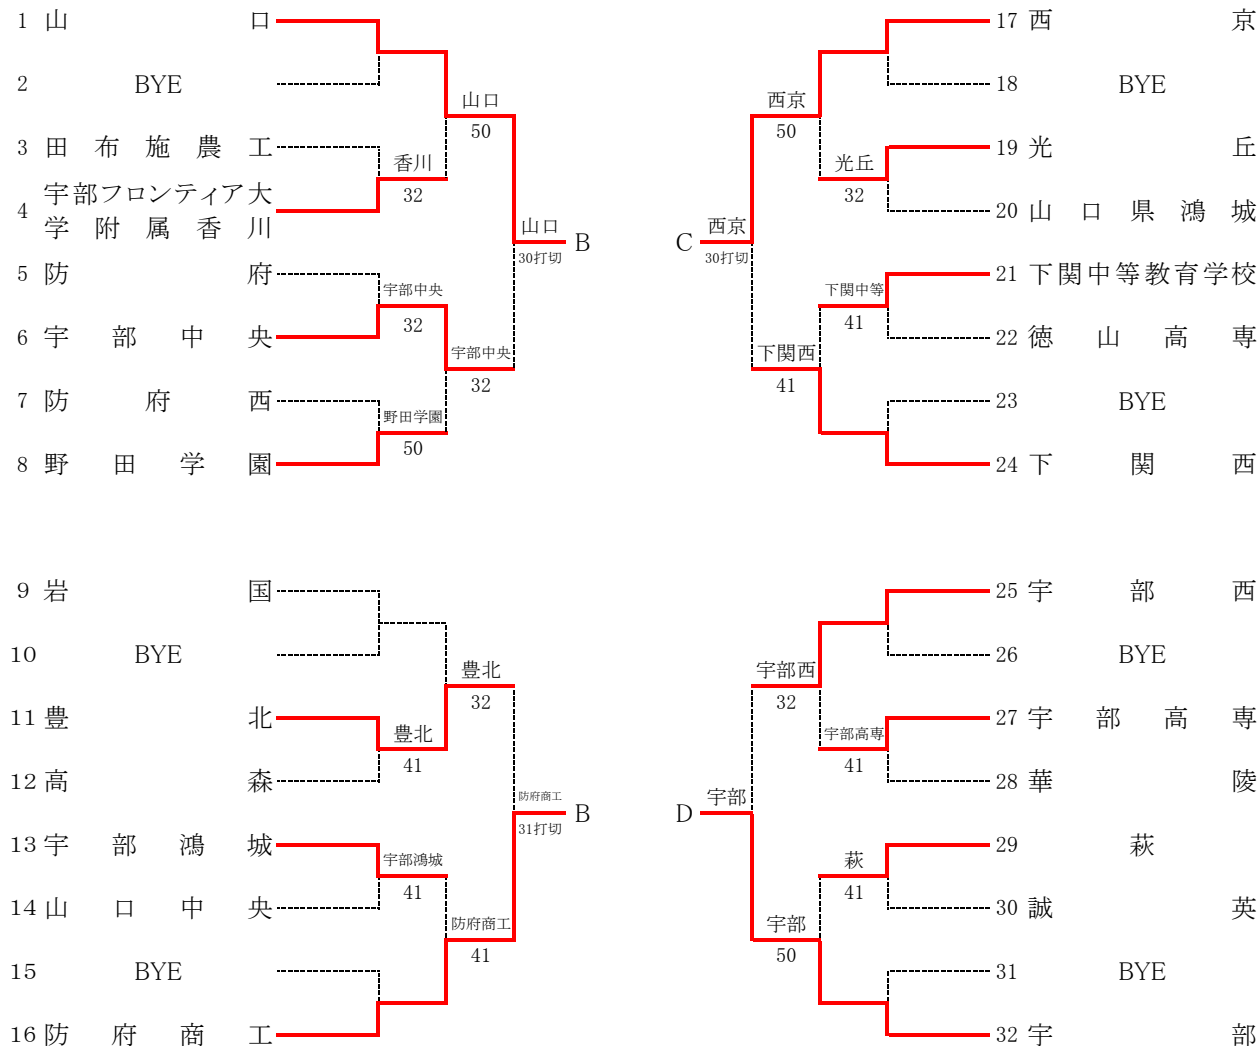 1 山口
2 BYE
山口
50
3 田布施農工
香川
32
4 宇部フロンティア大
学附属香川
山口
30打切
B
5 防府
宇部中央
32
6 宇部中央
宇部中央
32
7 防府西
野田学園
50
8 野田学園
17 西京
18 BYE
西京
50
19 光丘
光丘
32
20 山口県鴻城
西京
30打切
C
21 下関中等教育学校
下関中等
41
22 徳山高専
下関西
41
23 BYE
24 下関西
9 岩国
10 BYE
豊北
32
11 豊北
豊北
41
12 高森
防府商工
31打切
B
13 宇部鴻城
宇部鴻城
41
14 山口中央
防府商工
41
15 BYE
16 防府商工
25 宇部西
26 BYE
宇部西
32
27 宇部高専
宇部高専
41
28 華陵
宇部
D
29 萩
萩
41
30 誠英
宇部
50
31 BYE
32 宇部